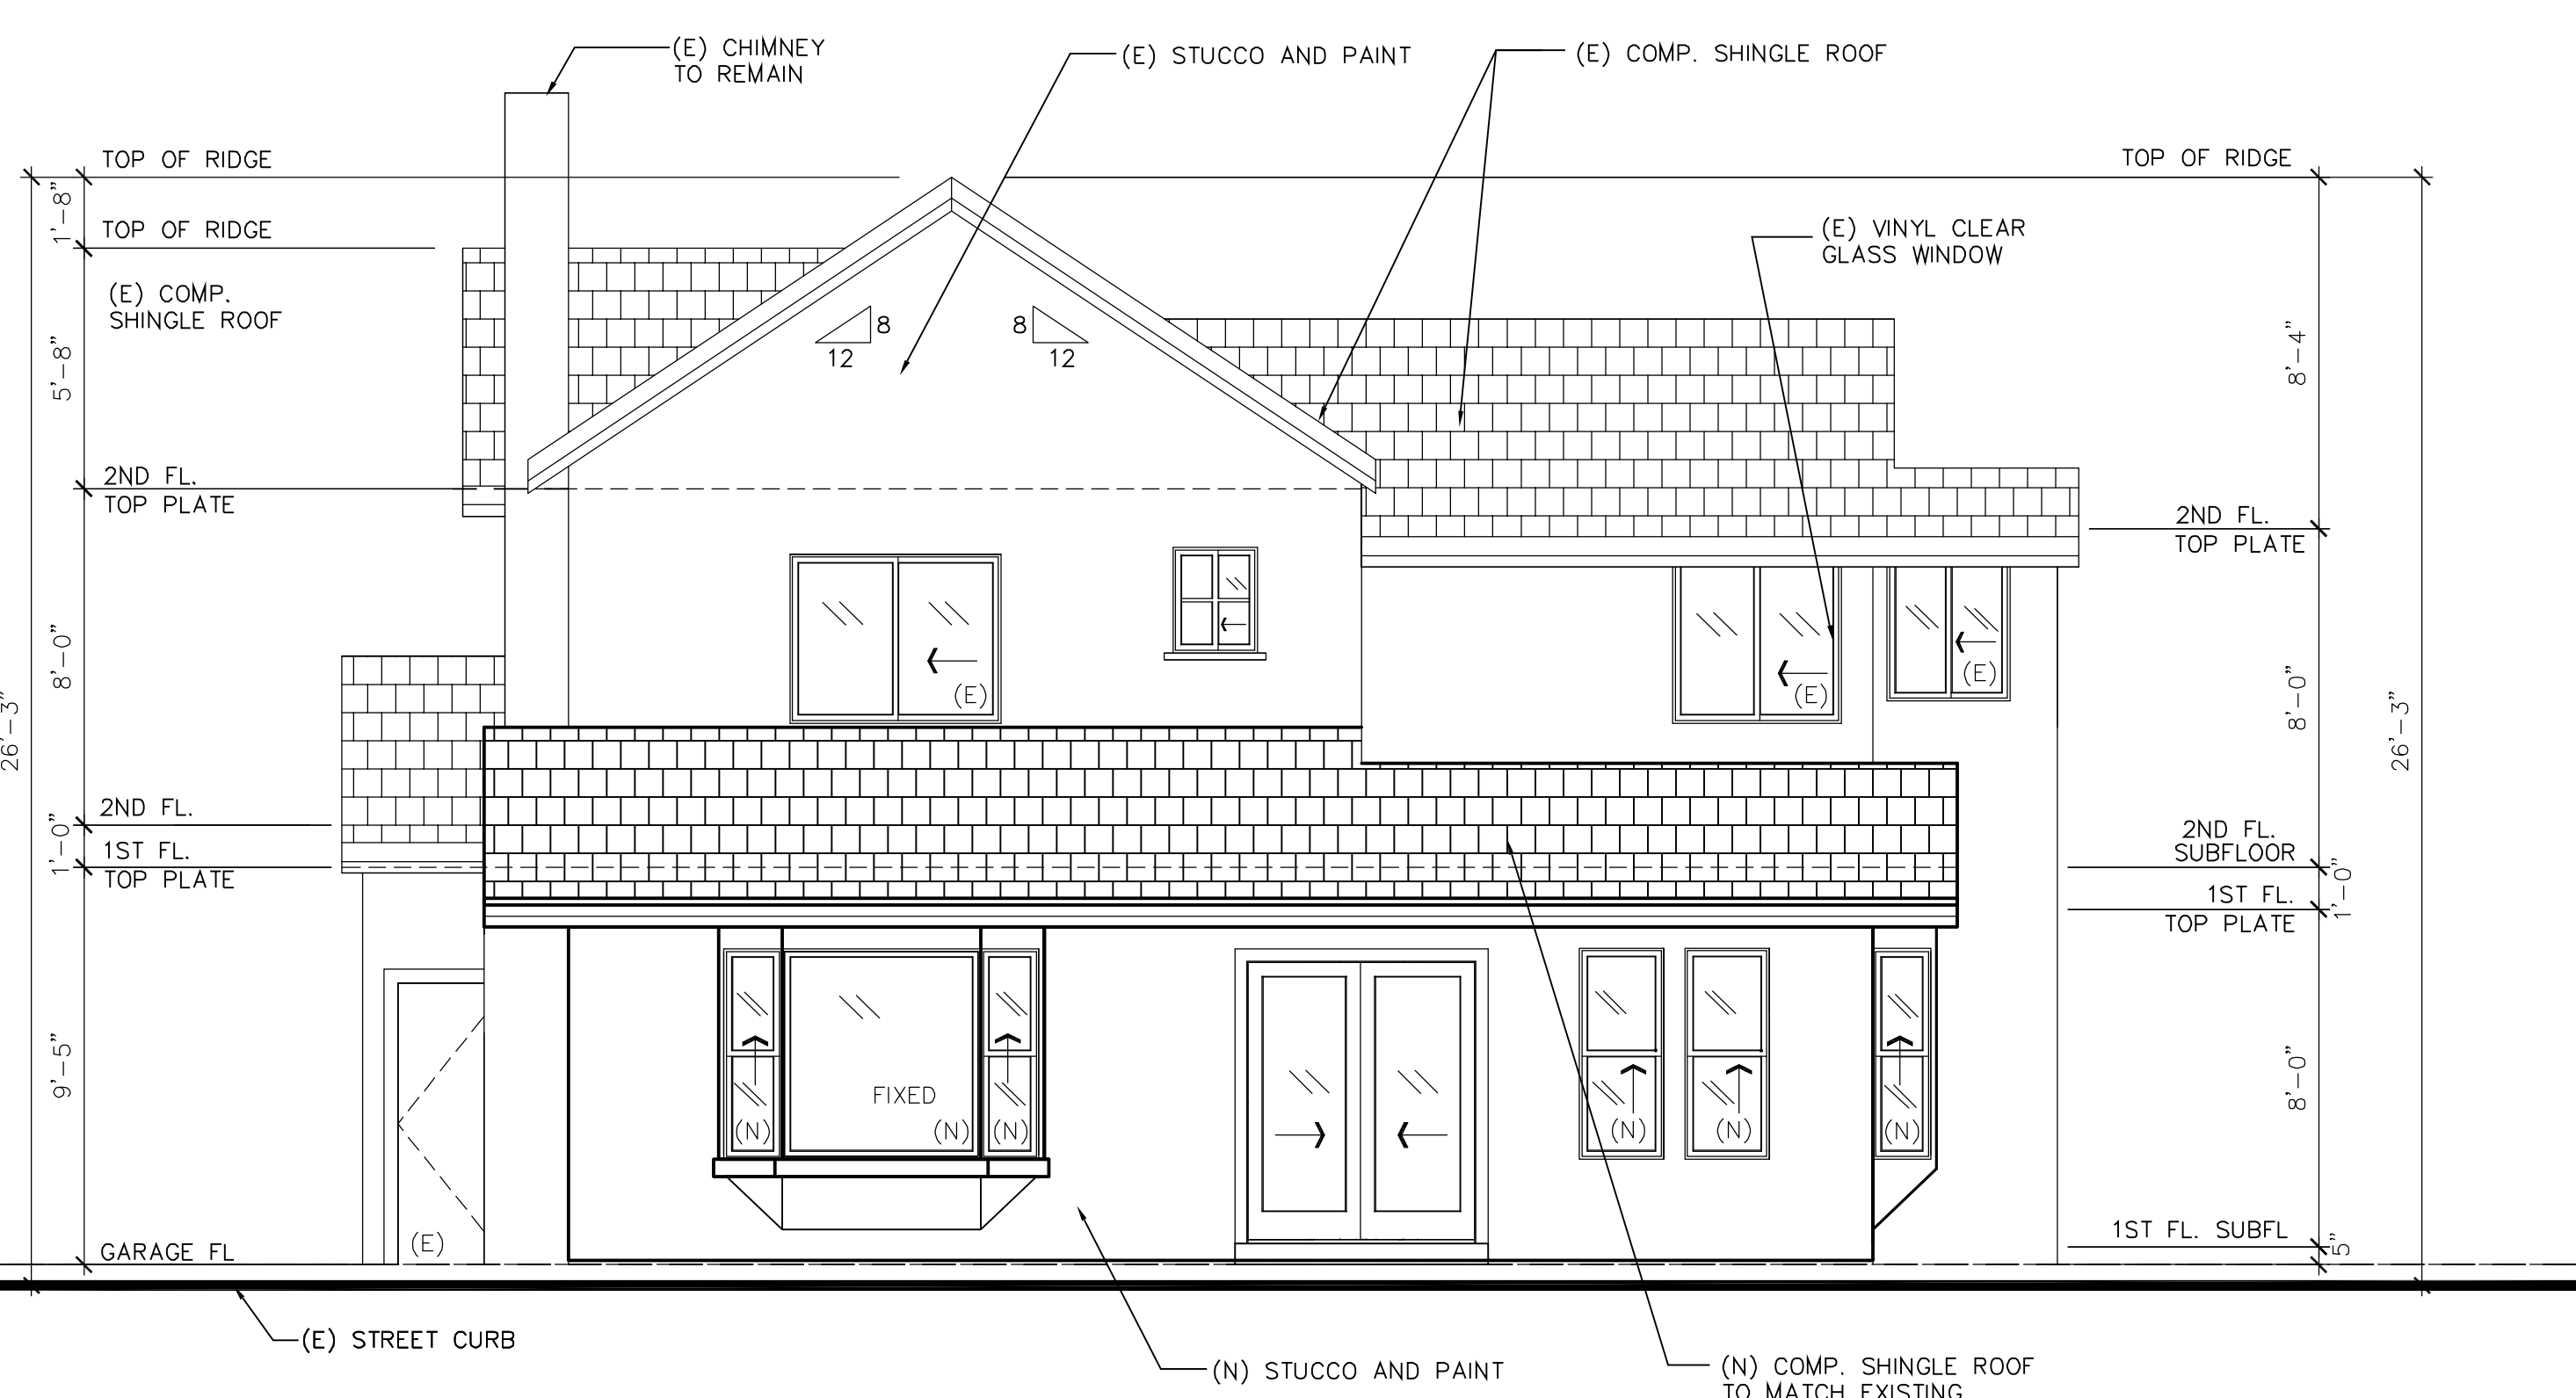 (E) CHIMNEY
TO REMAIN
(E) STUCCO AND PAINT
(E) COMP. SHINGLE ROOF
TOP OF RIDGE
TOP OF RIDGE
1'-8"
TOP OF RIDGE
(E) VINYL CLEAR
GLASS WINDOW
(E) COMP.
SHINGLE ROOF
8
12
8
12
5'-8"
8'-4"
2ND FL.
TOP PLATE
2ND FL.
TOP PLATE
8'-0"
(E)
(E)
(E)
8'-0"
26'-3"
26'-3"
2ND FL.
1'-0"
1ST FL.
TOP PLATE
2ND FL.
SUBFLOOR
1'-0"
1ST FL.
TOP PLATE
9'-5"
8'-0"
FIXED
(N)
(N)
(N)
(N)
(N)
(N)
(E)
GARAGE FL
1ST FL. SUBFL
5"
(E) STREET CURB
(N) STUCCO AND PAINT
(N) COMP. SHINGLE ROOF
TO MATCH EXISTING